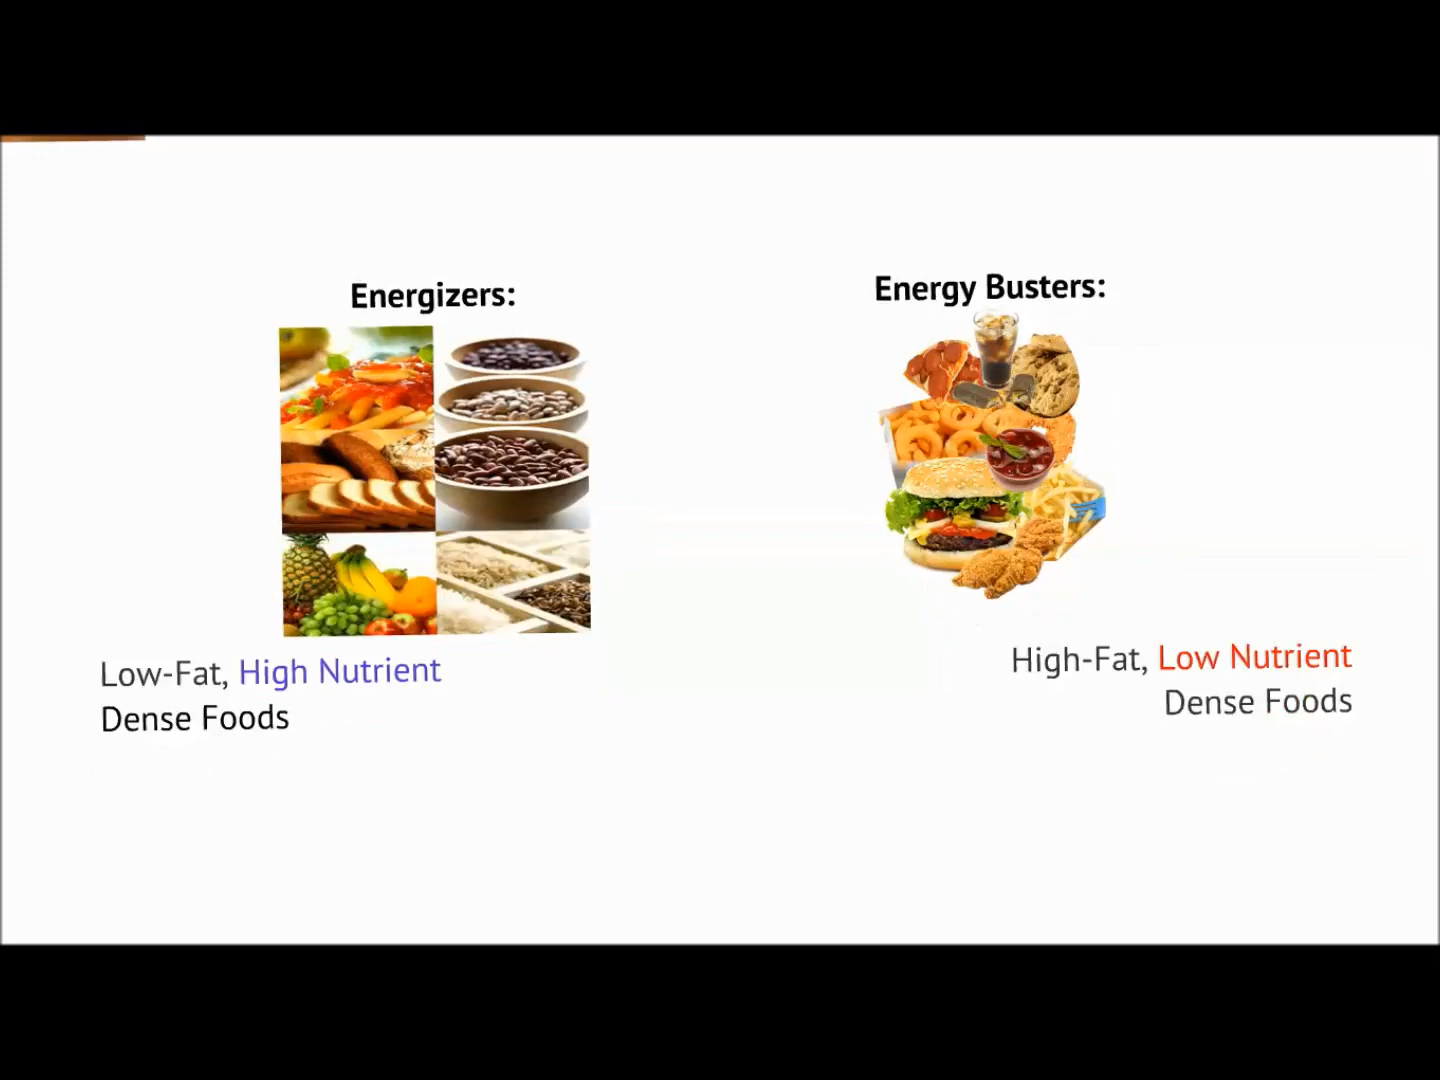 Energizers:
Low-Fat, High Nutrient
Dense Foods
Energy Busters:
High-Fat, Low Nutrient
Dense Foods